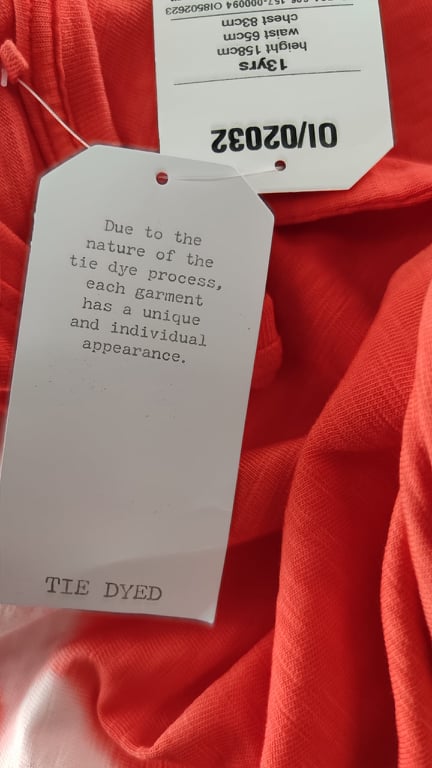 Due to the
nature of the
tie dye process,
each garment
has a unique
and individual
appearance.
TIE DYED
01/02032
13yrs
height 158cm
waist 65cm
chest 83cm